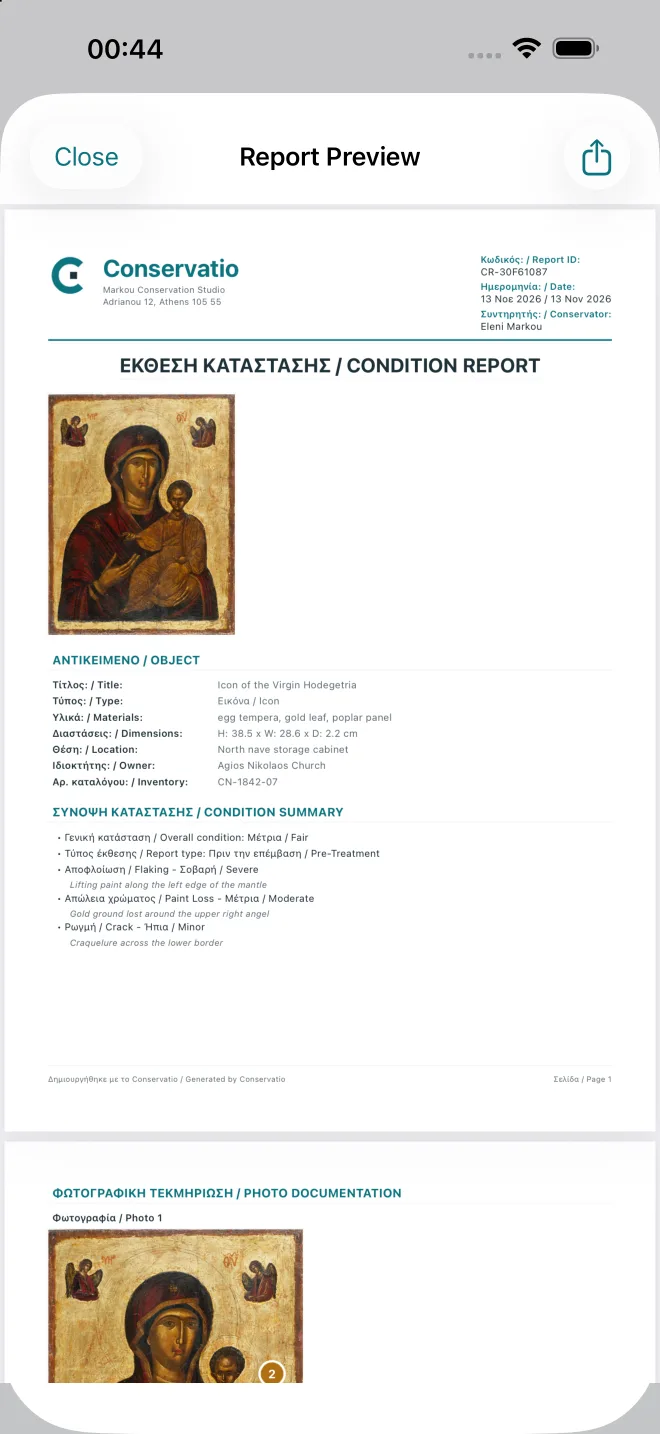 00:44
Close
Report Preview
Conservatio
Markou Conservation Studio
Adrianou 12, Athens 105 55
Κωδικός: / Report ID:
CR-30F61087
Ημερομηνία: / Date:
13 Νοε 2026 / 13 Nov 2026
Συντηρητής: / Conservator:
Eleni Markou
ΕΚΘΕΣΗ ΚΑΤΑΣΤΑΣΗΣ / CONDITION REPORT
ΑΝΤΙΚΕΙΜΕΝΟ / OBJECT
Τίτλος: / Title: Icon of the Virgin Hodegetria
Τύπος: / Type: Εικόνα / Icon
Υλικά: / Materials: egg tempera, gold leaf, poplar panel
Διαστάσεις: / Dimensions: H: 38.5 x W: 28.6 x D: 2.2 cm
Θέση: / Location: North nave storage cabinet
Ιδιοκτήτης: / Owner: Agios Nikolaos Church
Αρ. καταλόγου: / Inventory: CN-1842-07
ΣΥΝΟΨΗ ΚΑΤΑΣΤΑΣΗΣ / CONDITION SUMMARY
• Γενική κατάσταση / Overall condition: Μέτρια / Fair
• Τύπος έκθεσης / Report type: Πριν την επέμβαση / Pre-Treatment
• Αποφλοίωση / Flaking - Σοβαρή / Severe
Lifting paint along the left edge of the mantle
• Απώλεια χρώματος / Paint Loss - Μέτρια / Moderate
Gold ground lost around the upper right angel
• Ρωγμή / Crack - Ήπια / Minor
Craquelure across the lower border
Δημιουργήθηκε με το Conservatio / Generated by Conservatio
Σελίδα / Page 1
ΦΩΤΟΓΡΑΦΙΚΗ ΤΕΚΜΗΡΙΩΣΗ / PHOTO DOCUMENTATION
Φωτογραφία / Photo 1
2